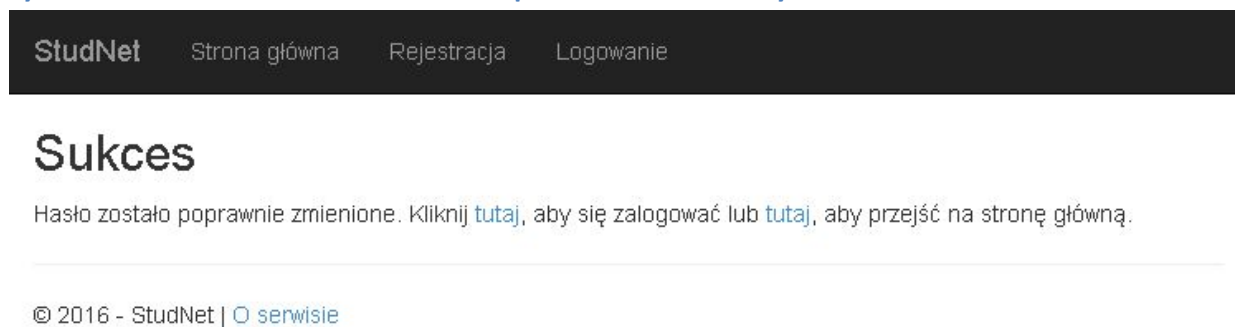 StudNet Strona główna Rejestracja Logowanie
Sukces
Hasło zostało poprawnie zmienione. Kliknij tutaj, aby się zalogować lub tutaj, aby przejść na stronę główną.
© 2016 - StudNet | O serwisie